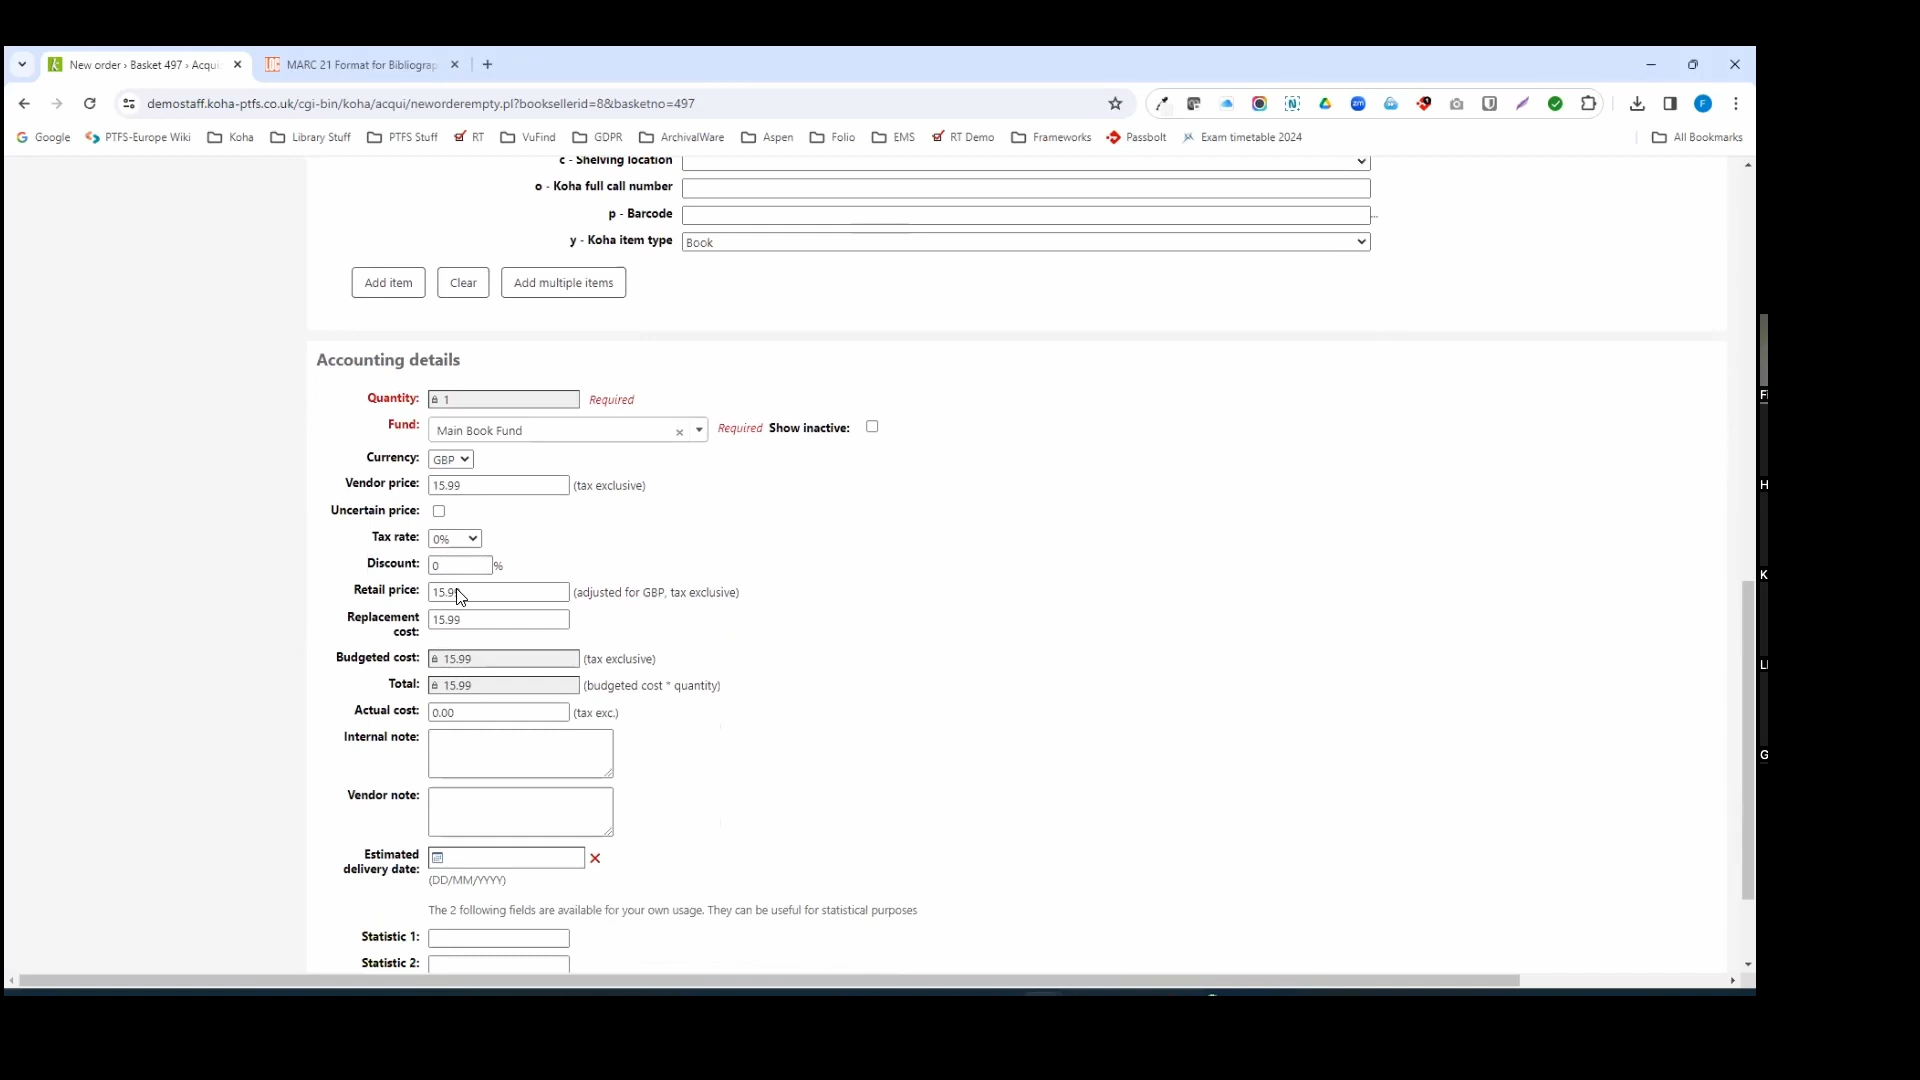 New order › Basket 497 › Acqui
MARC 21 Format for Bibliograp
demostaff.koha-ptfs.co.uk/cgi-bin/koha/acqui/neworderempty.pl?booksellerid=8&basketno=497
Google PTFS-Europe Wiki Koha Library Stuff PTFS Stuff RT VuFind GDPR ArchivalWare Aspen Folio EMS RT Demo Frameworks Passbolt Exam timetable 2024 All Bookmarks
c - Shelving location
o - Koha full call number
p - Barcode ...
y - Koha item type Book
Add item Clear Add multiple items
Accounting details
Quantity: 1 Required
Fund: Main Book Fund × Required Show inactive:
Currency: GBP
Vendor price: 15.99 (tax exclusive)
Uncertain price:
Tax rate: 0%
Discount: 0 %
Retail price: 15.99 (adjusted for GBP, tax exclusive)
Replacement
cost: 15.99
Budgeted cost: 15.99 (tax exclusive)
Total: 15.99 (budgeted cost * quantity)
Actual cost: 0.00 (tax exc.)
Internal note:
Vendor note:
Estimated
delivery date:
(DD/MM/YYYY)
The 2 following fields are available for your own usage. They can be useful for statistical purposes
Statistic 1:
Statistic 2:
H
K
G